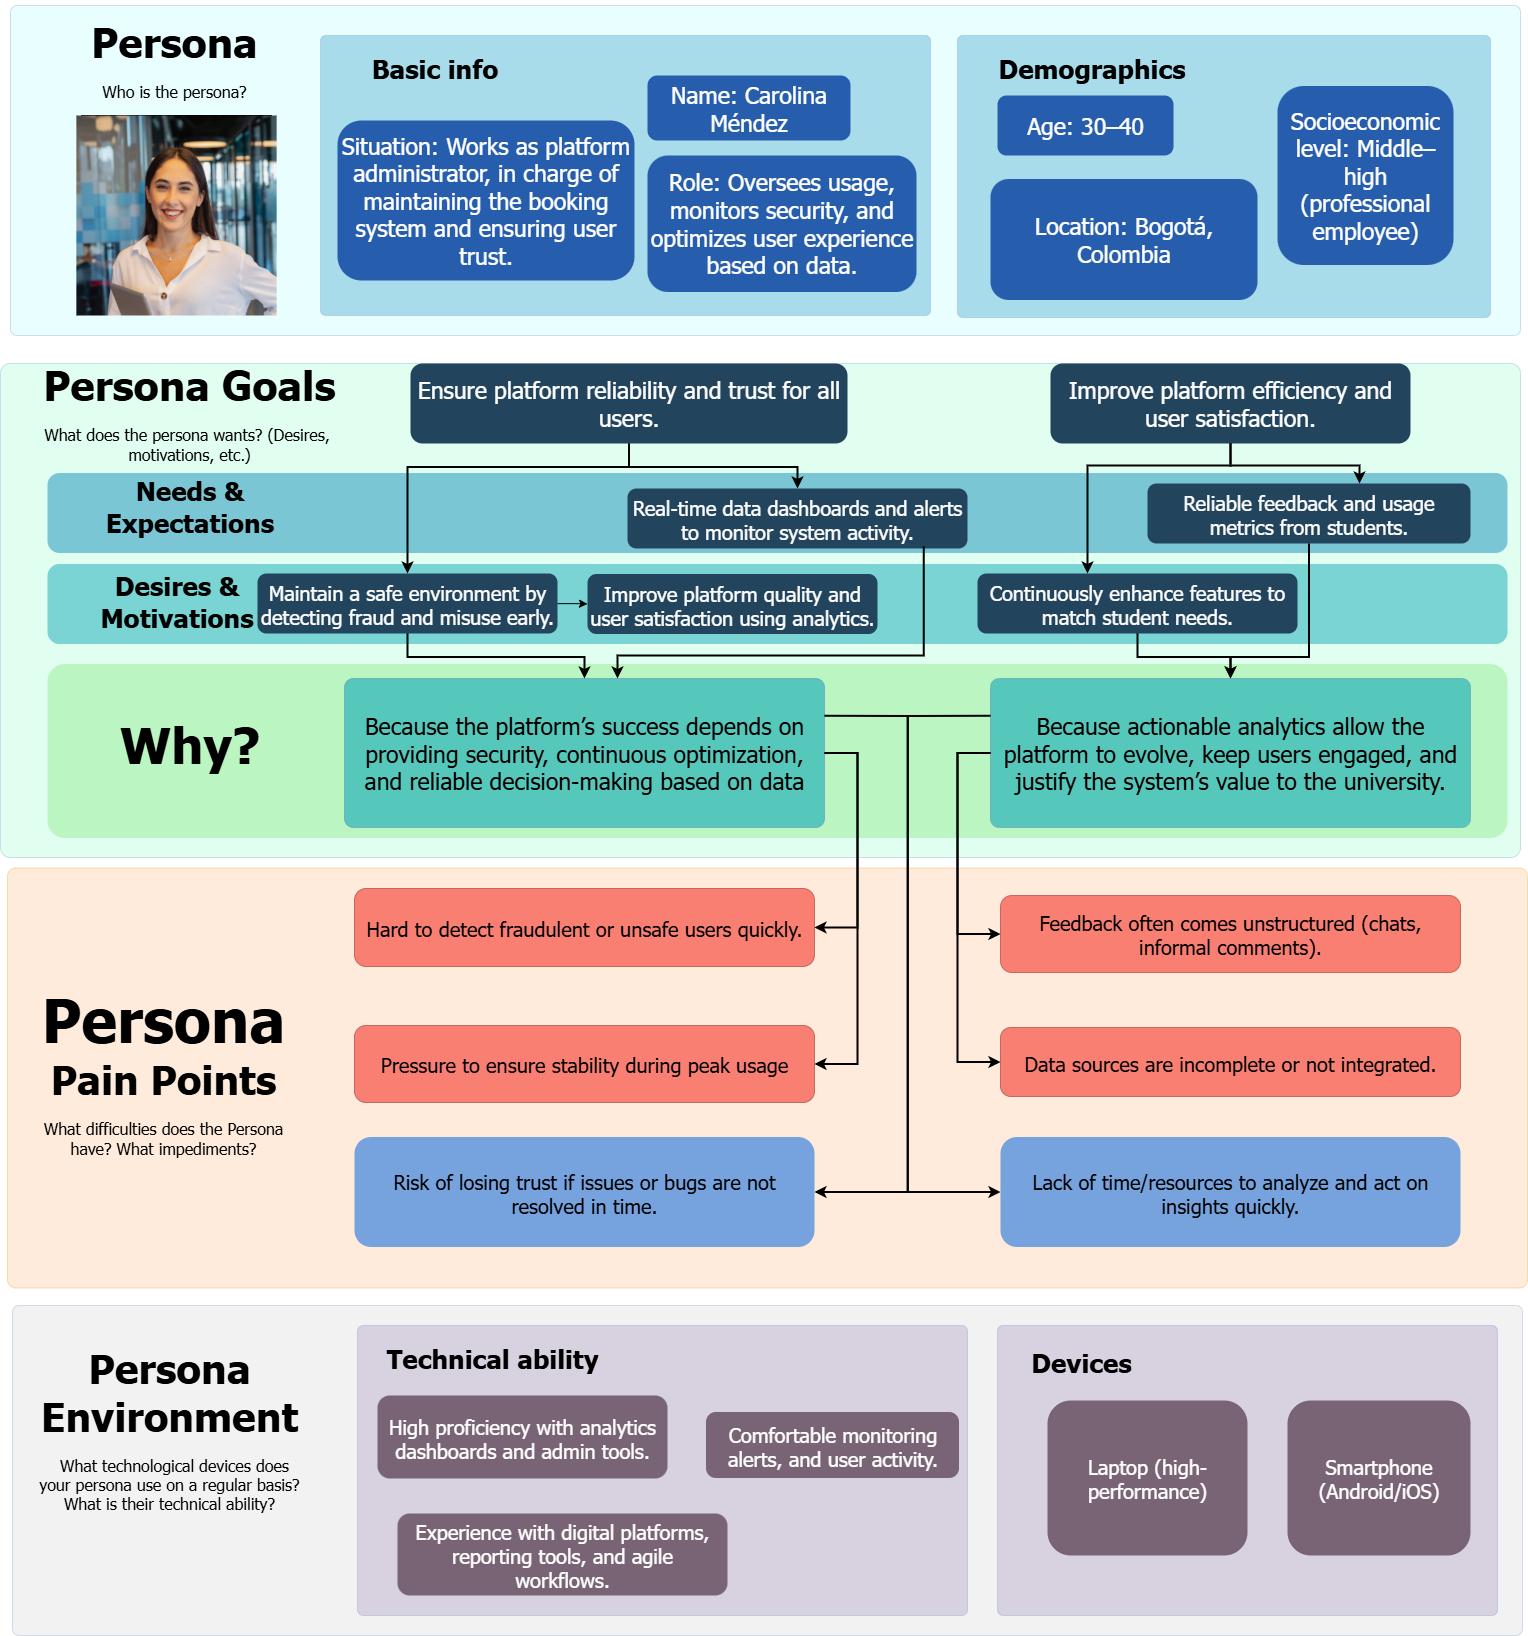 Persona
Who is the persona?
Basic info
Situation: Works as platform
administrator, in charge of
maintaining the booking
system and ensuring user
trust.
Name: Carolina
Méndez
Role: Oversees usage,
monitors security, and
optimizes user experience
based on data.
Demographics
Age: 30–40
Location: Bogotá,
Colombia
Socioeconomic
level: Middle–
high
(professional
employee)
Persona Goals
What does the persona wants? (Desires,
motivations, etc.)
Ensure platform reliability and trust for all
users.
Improve platform efficiency and
user satisfaction.
Needs &
Expectations
Real-time data dashboards and alerts
to monitor system activity.
Reliable feedback and usage
metrics from students.
Desires &
Motivations
Maintain a safe environment by
detecting fraud and misuse early.
Improve platform quality and
user satisfaction using analytics.
Continuously enhance features to
match student needs.
Why?
Because the platform’s success depends on
providing security, continuous optimization,
and reliable decision-making based on data
Because actionable analytics allow the
platform to evolve, keep users engaged, and
justify the system’s value to the university.
Persona
Pain Points
What difficulties does the Persona
have? What impediments?
Hard to detect fraudulent or unsafe users quickly.
Feedback often comes unstructured (chats,
informal comments).
Pressure to ensure stability during peak usage
Data sources are incomplete or not integrated.
Risk of losing trust if issues or bugs are not
resolved in time.
Lack of time/resources to analyze and act on
insights quickly.
Persona
Environment
What technological devices does
your persona use on a regular basis?
What is their technical ability?
Technical ability
High proficiency with analytics
dashboards and admin tools.
Comfortable monitoring
alerts, and user activity.
Experience with digital platforms,
reporting tools, and agile
workflows.
Devices
Laptop (high-
performance)
Smartphone
(Android/iOS)